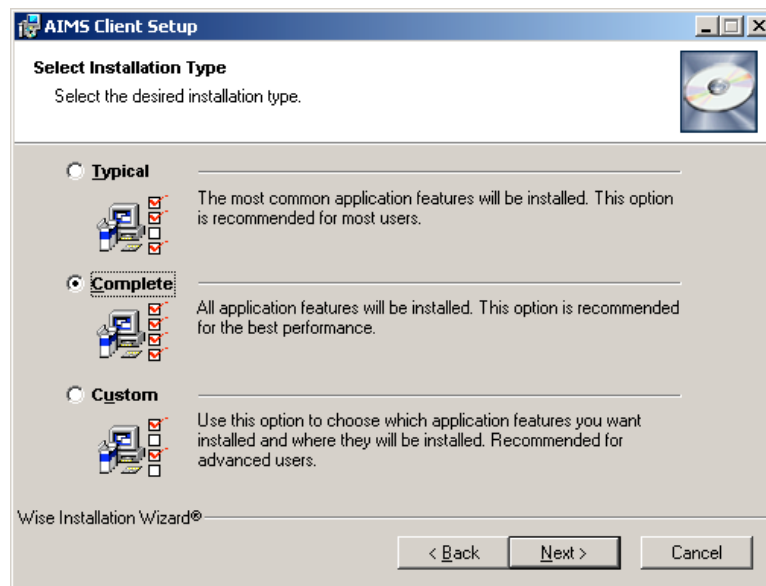 AIMS Client Setup
Select Installation Type
Select the desired installation type.
Typical
The most common application features will be installed. This option
is recommended for most users.
Complete
All application features will be installed. This option is recommended
for the best performance.
Custom
Use this option to choose which application features you want
installed and where they will be installed. Recommended for
advanced users.
Wise Installation Wizard®
< Back Next > Cancel